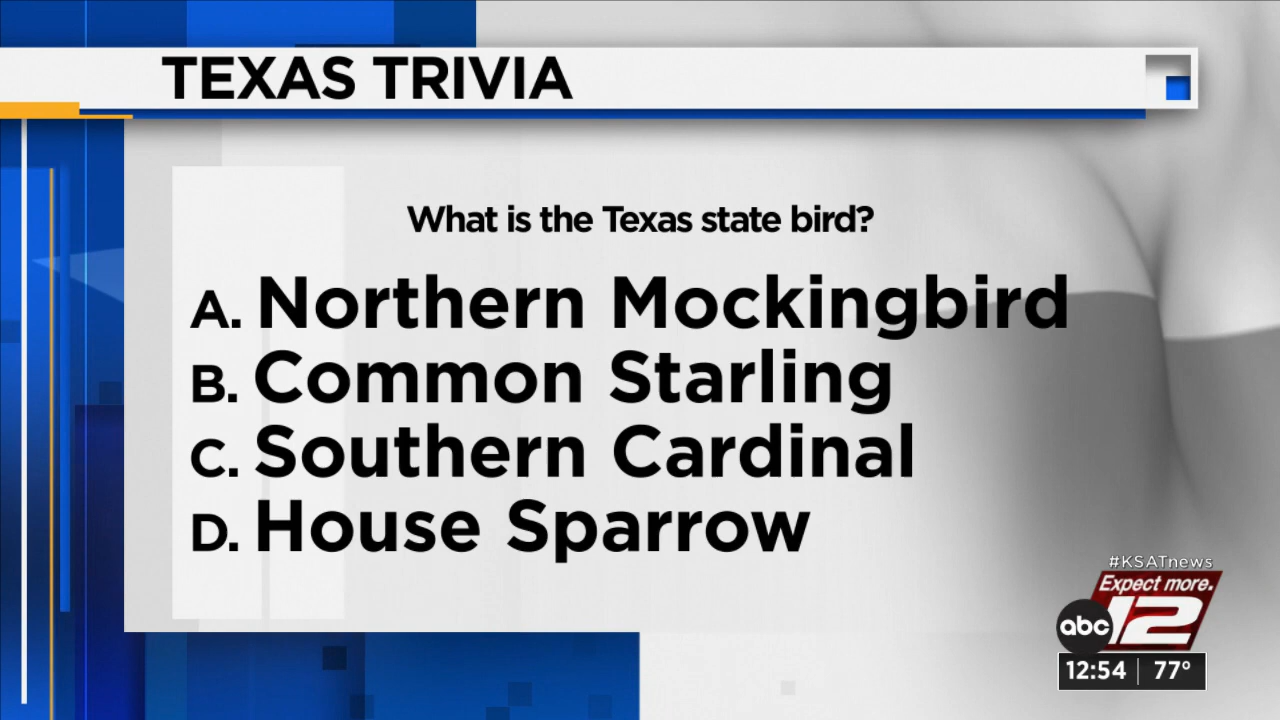 TEXAS TRIVIA
What is the Texas state bird?
A. Northern Mockingbird
B. Common Starling
C. Southern Cardinal
D. House Sparrow
#KSATnews
Expect more.
abc 12
12:54 | 77°